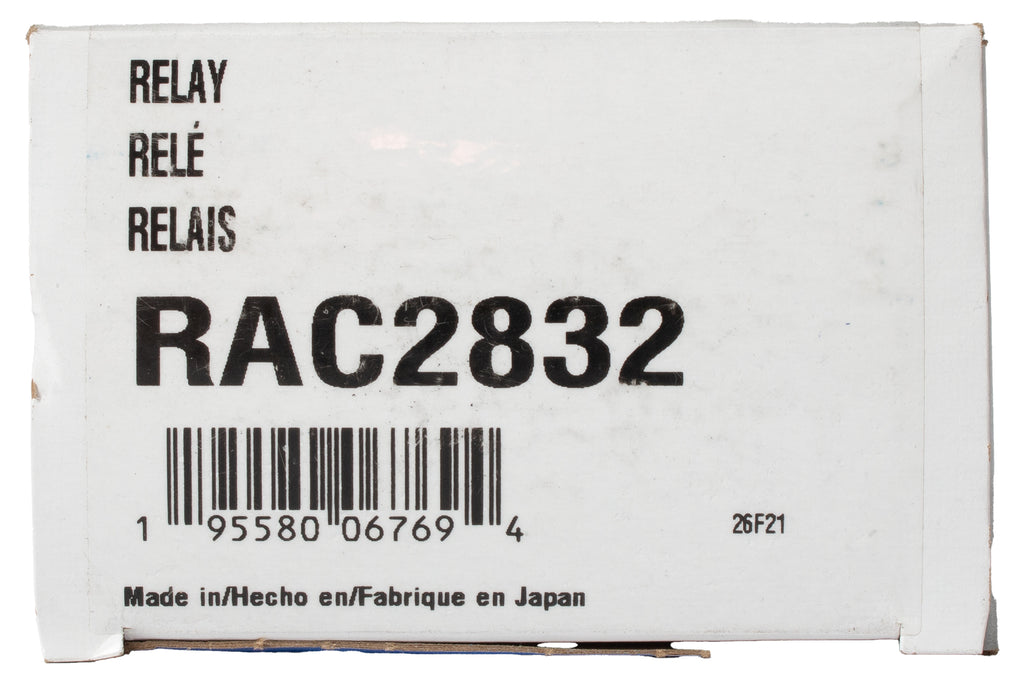 RELAY
RELÉ
RELAIS
RAC2832
1 95580 06769 4
26F21
Made in/Hecho en/Fabrique en Japan